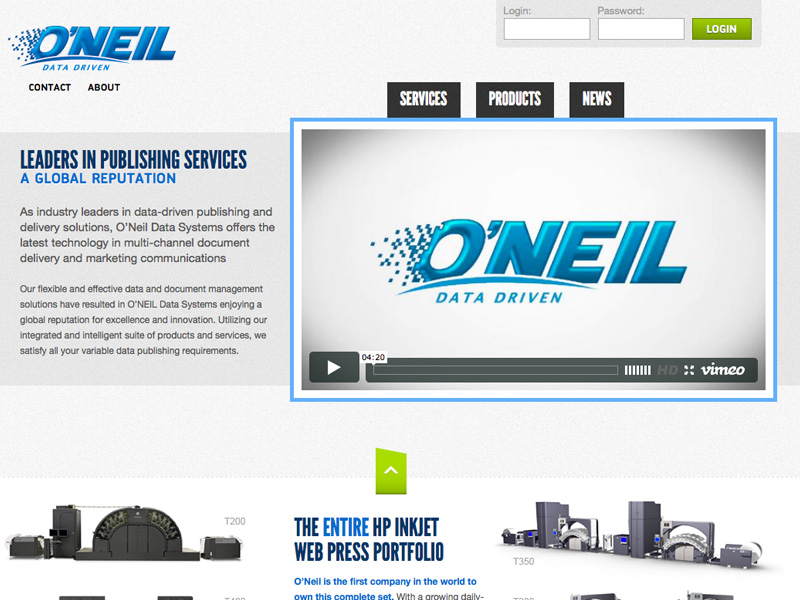 O'NEIL
DATA DRIVEN
CONTACT ABOUT
Login: Password:
LOGIN
SERVICES PRODUCTS NEWS
LEADERS IN PUBLISHING SERVICES
A GLOBAL REPUTATION
As industry leaders in data-driven publishing and
delivery solutions, O'Neil Data Systems offers the
latest technology in multi-channel document
delivery and marketing communications
Our flexible and effective data and document management
solutions have resulted in O'NEIL Data Systems enjoying a
global reputation for excellence and innovation. Utilizing our
integrated and intelligent suite of products and services, we
satisfy all your variable data publishing requirements.
O'NEIL
DATA DRIVEN
04:20
HD vimeo
T200
THE ENTIRE HP INKJET
WEB PRESS PORTFOLIO
O'Neil is the first company in the world to
own this complete set. With a growing daily-
T350